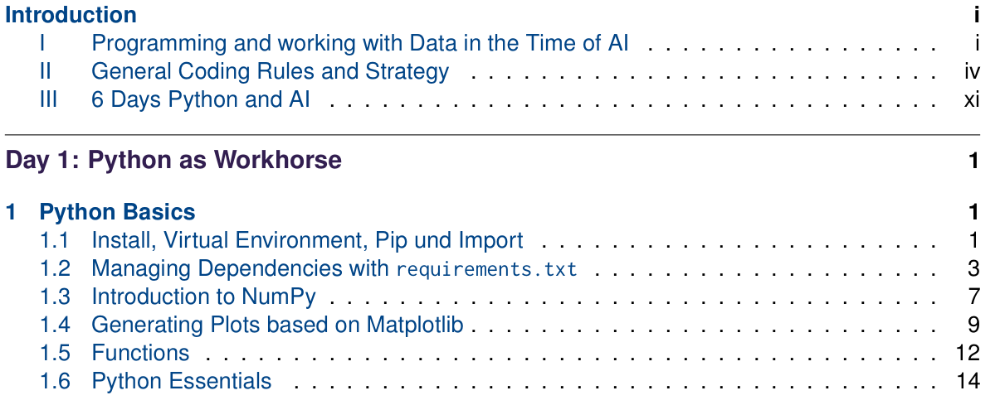 Introduction i
I Programming and working with Data in the Time of AI . . . . . . . . . . . . . . . . . i
II General Coding Rules and Strategy . . . . . . . . . . . . . . . . . . . . . . . . . . . iv
III 6 Days Python and AI . . . . . . . . . . . . . . . . . . . . . . . . . . . . . . . . . . . xi
Day 1: Python as Workhorse 1
1 Python Basics 1
1.1 Install, Virtual Environment, Pip und Import . . . . . . . . . . . . . . . . . . . . . . . 1
1.2 Managing Dependencies with requirements.txt . . . . . . . . . . . . . . . . . . . . 3
1.3 Introduction to NumPy . . . . . . . . . . . . . . . . . . . . . . . . . . . . . . . . . . . 7
1.4 Generating Plots based on Matplotlib . . . . . . . . . . . . . . . . . . . . . . . . . . . 9
1.5 Functions . . . . . . . . . . . . . . . . . . . . . . . . . . . . . . . . . . . . . . . . . . 12
1.6 Python Essentials . . . . . . . . . . . . . . . . . . . . . . . . . . . . . . . . . . . . . 14